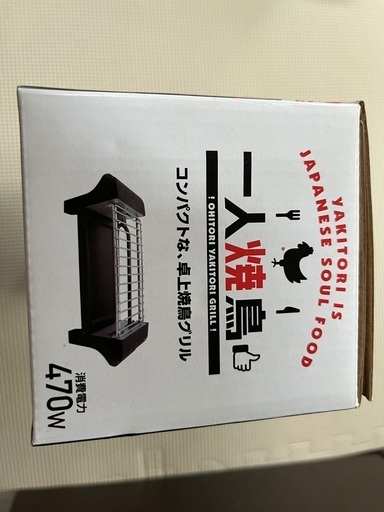 YAKITORI IS
JAPANESE SOUL FOOD
一人焼鳥
! OHITORI YAKITORI GRILL !
コンパクトな、卓上焼鳥グリル
消費電力
470W